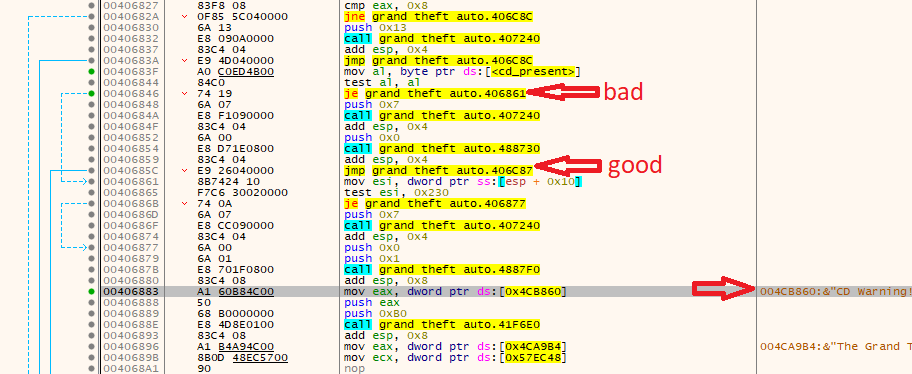 00406827 83F8 08 cmp eax, 0x8
0040682A 0F85 5C040000 jne grand theft auto.406C8C
00406830 6A 13 push 0x13
00406832 E8 090A0000 call grand theft auto.407240
00406837 83C4 04 add esp, 0x4
0040683A E9 4D040000 jmp grand theft auto.406C8C
0040683F A0 C0ED4B00 mov al, byte ptr ds:[<cd_present>]
00406844 84C0 test al, al
00406846 74 19 je grand theft auto.406861 bad
00406848 6A 07 push 0x7
0040684A E8 F1090000 call grand theft auto.407240
0040684F 83C4 04 add esp, 0x4
00406852 6A 00 push 0x0
00406854 E8 D71E0800 call grand theft auto.488730
00406859 83C4 04 add esp, 0x4
0040685C E9 26040000 jmp grand theft auto.406C87 good
00406861 8B7424 10 mov esi, dword ptr ss:[esp + 0x10]
00406865 F7C6 30020000 test esi, 0x230
0040686B 74 0A je grand theft auto.406877
0040686D 6A 07 push 0x7
0040686F E8 CC090000 call grand theft auto.407240
00406874 83C4 04 add esp, 0x4
00406877 6A 00 push 0x0
00406879 6A 01 push 0x1
0040687B E8 701F0800 call grand theft auto.4887F0
00406880 83C4 08 add esp, 0x8
00406883 A1 60B84C00 mov eax, dword ptr ds:[0x4CB860] 004CB860:&"CD Warning!
00406888 50 push eax
00406889 68 B0000000 push 0xB0
0040688E E8 4D8E0100 call grand theft auto.41F6E0
00406893 83C4 08 add esp, 0x8
00406896 A1 B4A94C00 mov eax, dword ptr ds:[0x4CA9B4] 004CA9B4:&"The Grand T
0040689B 8B0D 48EC5700 mov ecx, dword ptr ds:[0x57EC48]
004068A1 90 nop